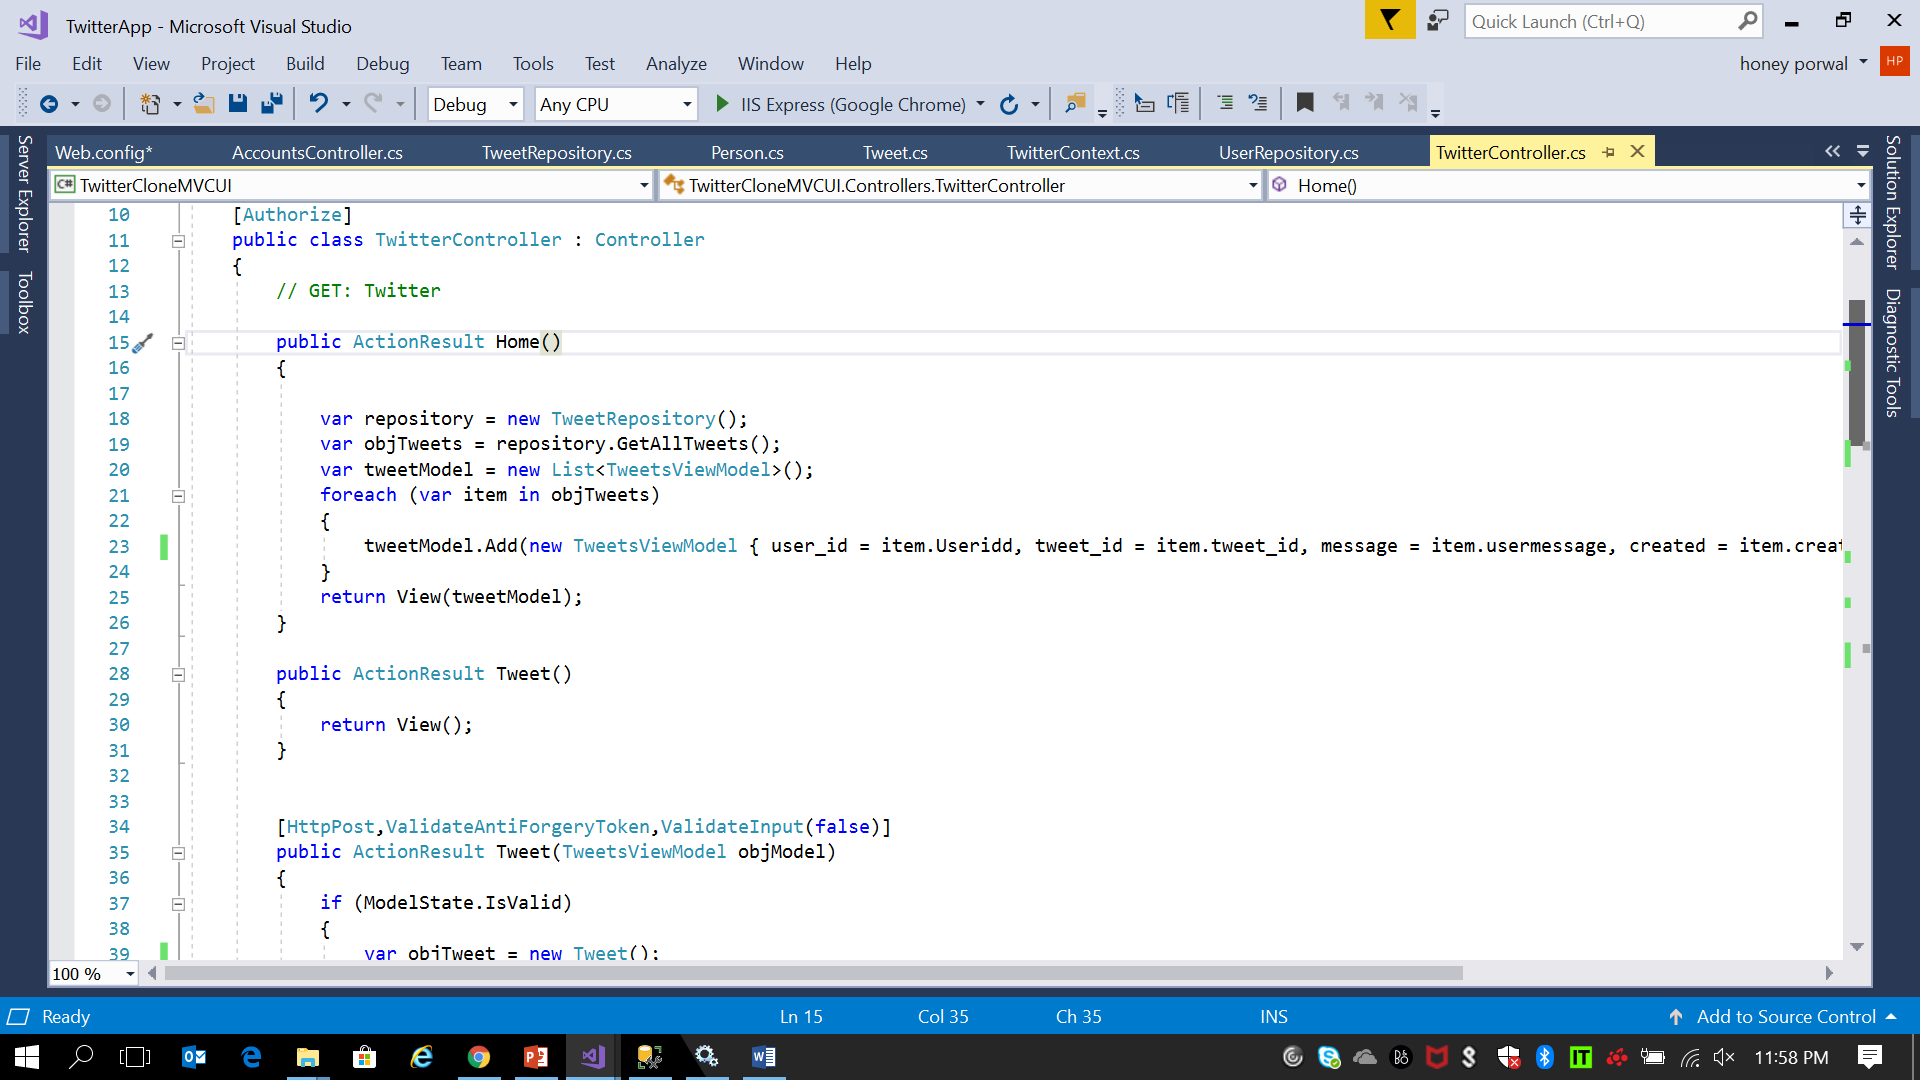 TwitterApp - Microsoft Visual Studio
Quick Launch (Ctrl+Q)
File Edit View Project Build Debug Team Tools Test Analyze Window Help
honey porwal HP
Debug Any CPU IIS Express (Google Chrome)
Server Explorer
Toolbox
Web.config* AccountsController.cs TweetRepository.cs Person.cs Tweet.cs TwitterContext.cs UserRepository.cs TwitterController.cs
Solution Explorer
Diagnostic Tools
C# TwitterCloneMVCUI TwitterCloneMVCUI.Controllers.TwitterController Home()
10 [Authorize]
11 public class TwitterController : Controller
12 {
13 // GET: Twitter
14
15 public ActionResult Home()
16 {
17
18 var repository = new TweetRepository();
19 var objTweets = repository.GetAllTweets();
20 var tweetModel = new List<TweetsViewModel>();
21 foreach (var item in objTweets)
22 {
23 tweetModel.Add(new TweetsViewModel { user_id = item.Useridd, tweet_id = item.tweet_id, message = item.usermessage, created = item.creat
24 }
25 return View(tweetModel);
26 }
27
28 public ActionResult Tweet()
29 {
30 return View();
31 }
32
33
34 [HttpPost,ValidateAntiForgeryToken,ValidateInput(false)]
35 public ActionResult Tweet(TweetsViewModel objModel)
36 {
37 if (ModelState.IsValid)
38 {
39 var objTweet = new Tweet();
100 %
Ready Ln 15 Col 35 Ch 35 INS Add to Source Control
11:58 PM